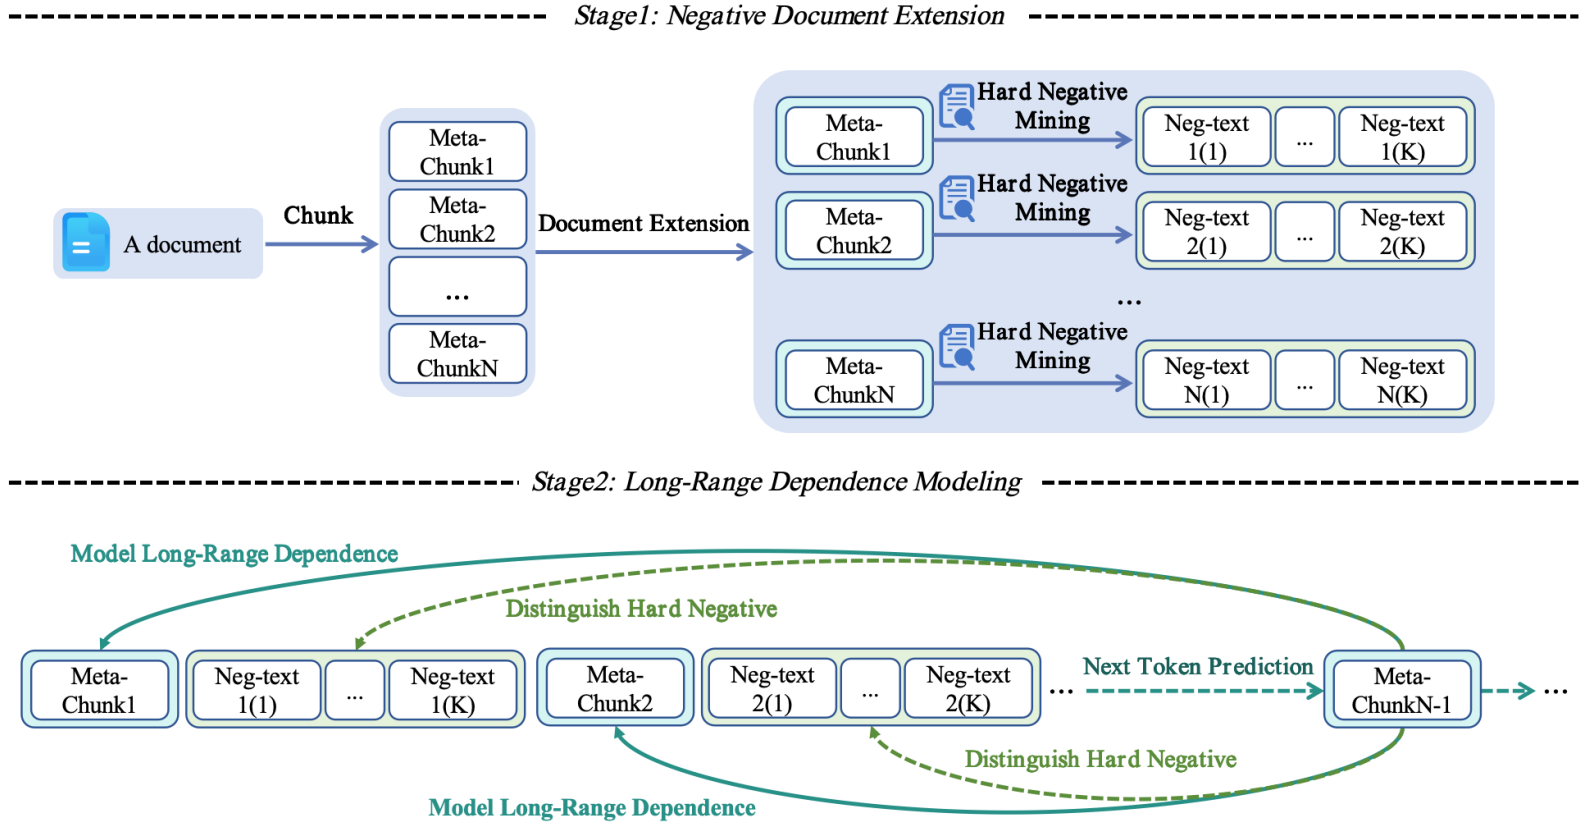 Stage1: Negative Document Extension
A document
Chunk
Meta-
Chunk1
Meta-
Chunk2
...
Meta-
ChunkN
Document Extension
Meta-
Chunk1
Hard Negative
Mining
Neg-text
1(1)
...
Neg-text
1(K)
Meta-
Chunk2
Hard Negative
Mining
Neg-text
2(1)
...
Neg-text
2(K)
...
Meta-
ChunkN
Hard Negative
Mining
Neg-text
N(1)
...
Neg-text
N(K)
Stage2: Long-Range Dependence Modeling
Model Long-Range Dependence
Distinguish Hard Negative
Meta-
Chunk1
Neg-text
1(1)
...
Neg-text
1(K)
Meta-
Chunk2
Neg-text
2(1)
...
Neg-text
2(K)
...
Next Token Prediction
Meta-
ChunkN-1
...
Distinguish Hard Negative
Model Long-Range Dependence